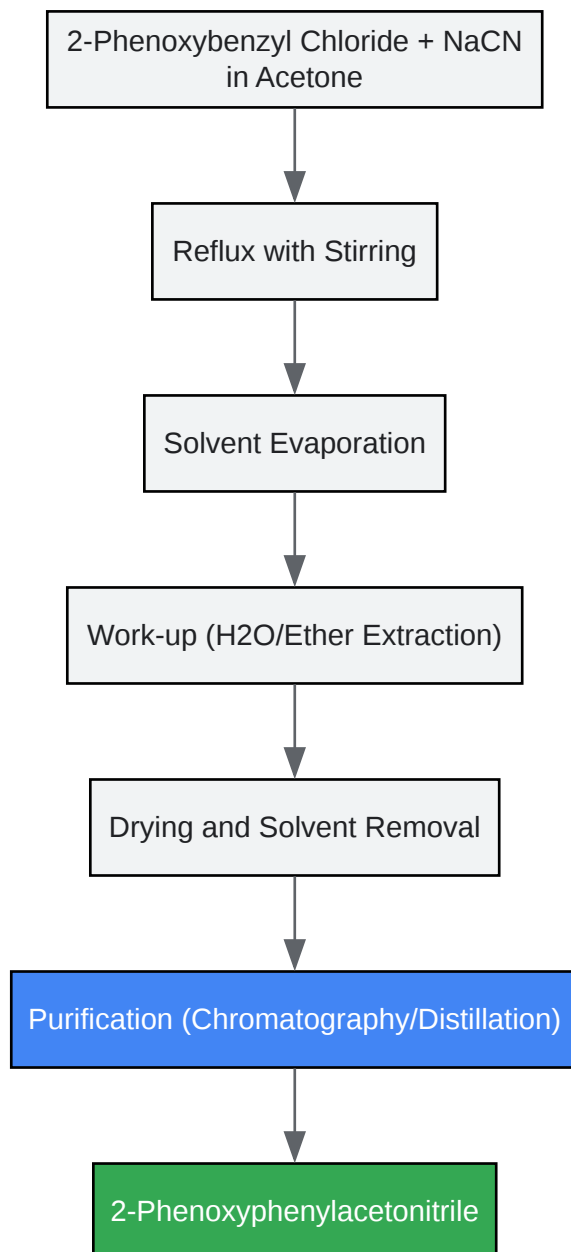 2-Phenoxybenzyl Chloride + NaCN
in Acetone
Reflux with Stirring
Solvent Evaporation
Work-up (H2O/Ether Extraction)
Drying and Solvent Removal
Purification (Chromatography/Distillation)
2-Phenoxyphenylacetonitrile